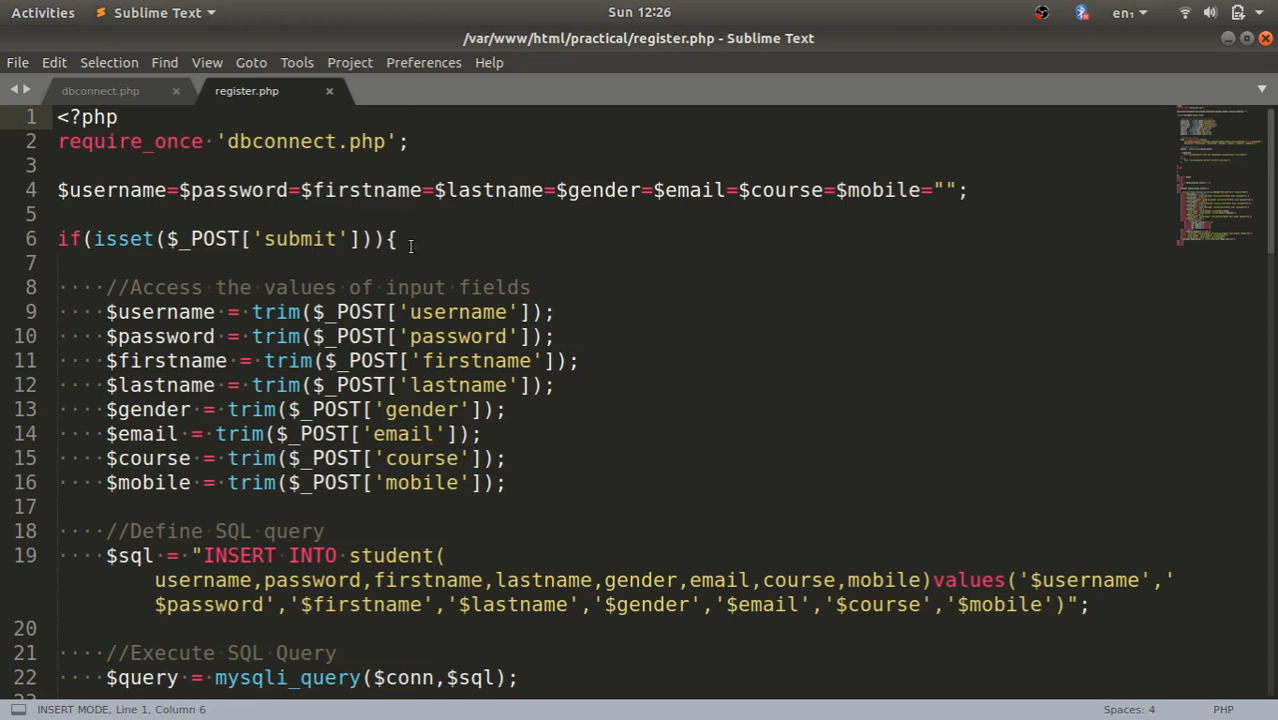 Activities Sublime Text Sun 12:26 en₁
/var/www/html/practical/register.php - Sublime Text
File Edit Selection Find View Goto Tools Project Preferences Help
dbconnect.php × register.php ×
1 <?php
2 require_once 'dbconnect.php';
3
4 $username=$password=$firstname=$lastname=$gender=$email=$course=$mobile="";
5
6 if(isset($_POST['submit'])){
7
8 //Access the values of input fields
9 $username = trim($_POST['username']);
10 $password = trim($_POST['password']);
11 $firstname = trim($_POST['firstname']);
12 $lastname = trim($_POST['lastname']);
13 $gender = trim($_POST['gender']);
14 $email = trim($_POST['email']);
15 $course = trim($_POST['course']);
16 $mobile = trim($_POST['mobile']);
17
18 //Define SQL query
19 $sql = "INSERT INTO student(
username,password,firstname,lastname,gender,email,course,mobile)values('$username','
$password','$firstname','$lastname','$gender','$email','$course','$mobile')";
20
21 //Execute SQL Query
22 $query = mysqli_query($conn,$sql);
INSERT MODE, Line 1, Column 6 Spaces: 4 PHP